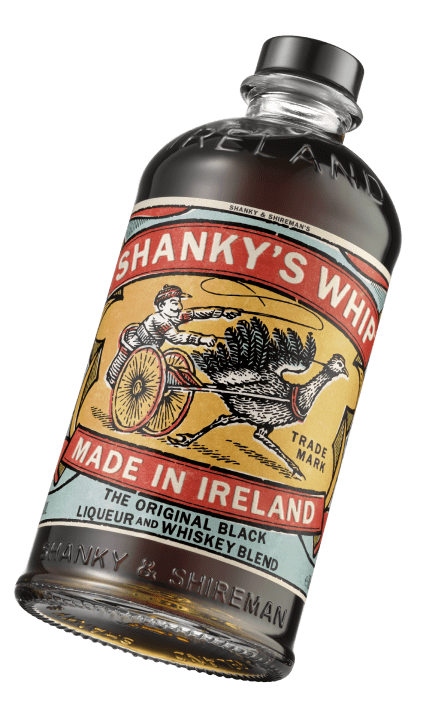 IRELAND
SHANKY & SHIREMAN'S
SHANKY'S WHIP
TRADE
MARK
MADE IN IRELAND
THE ORIGINAL BLACK
LIQUEUR AND WHISKEY BLEND
SHANKY & SHIREMAN